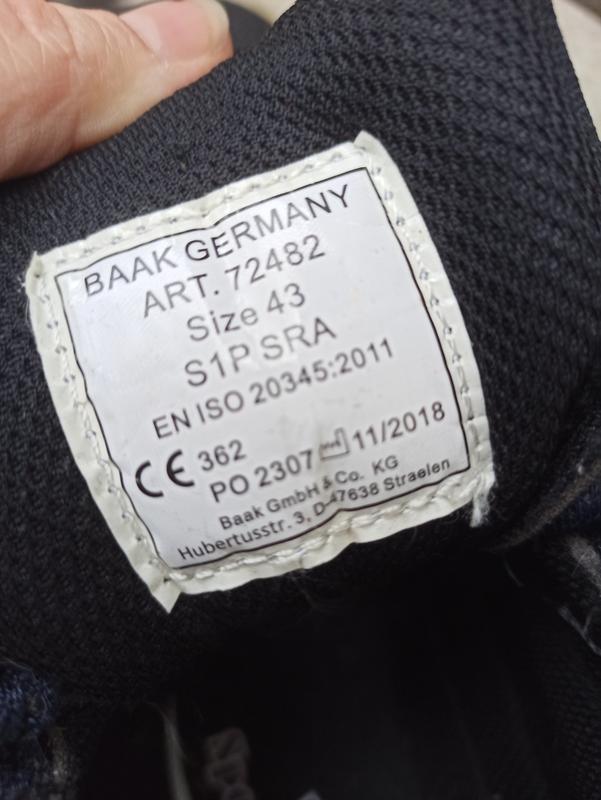 BAAK GERMANY
ART. 72482
Size 43
S1P SRA
EN ISO 20345:2011
CE 362
PO 2307 11/2018
Baak GmbH & Co. KG
Hubertusstr. 3, D-47638 Straelen